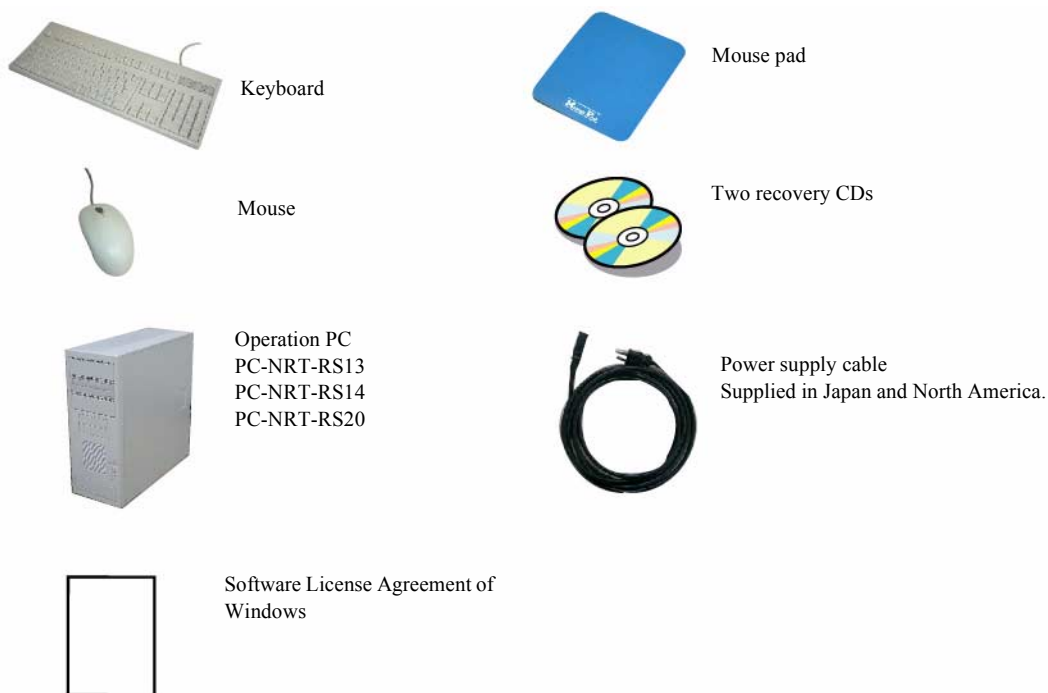 Keyboard
Mouse pad
Mouse
Two recovery CDs
Operation PC
PC-NRT-RS13
PC-NRT-RS14
PC-NRT-RS20
Power supply cable
Supplied in Japan and North America.
Software License Agreement of
Windows